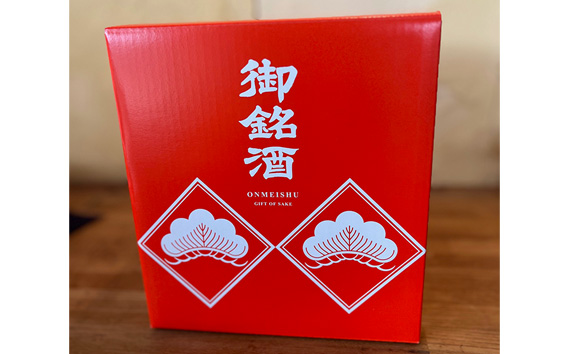 御銘酒
ONMEISHU
GIFT OF SAKE